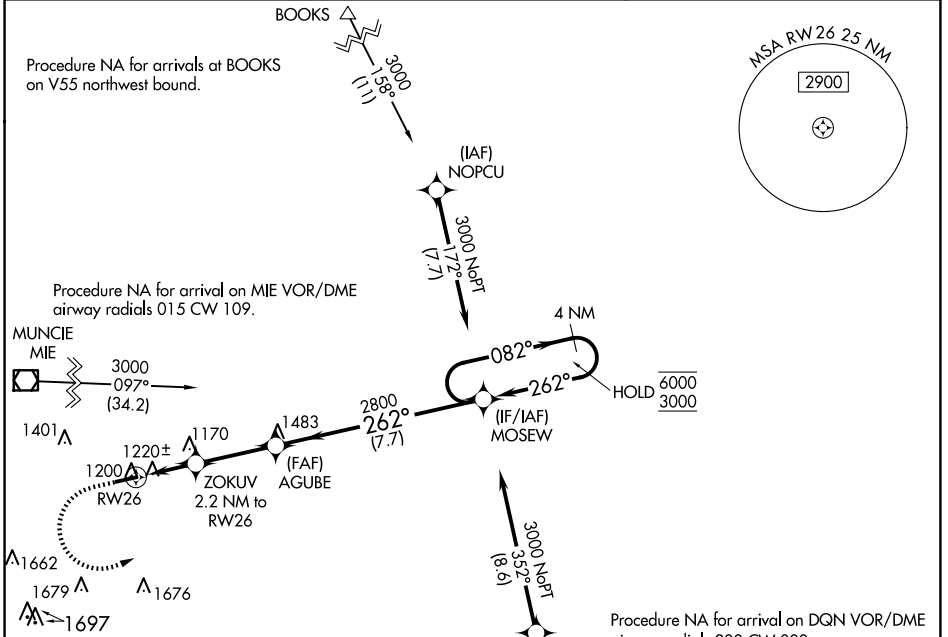 BOOKS
Procedure NA for arrivals at BOOKS
on V55 northwest bound.
3000
158°
(11)
MSA RW26 25 NM
2900
(IAF)
NOPCU
3000 NoPT
172°
(7.7)
Procedure NA for arrival on MIE VOR/DME
airway radials 015 CW 109.
MUNCIE
MIE
3000
097°
(34.2)
4 NM
082°
262°
HOLD 6000
3000
(IF/IAF)
MOSEW
2800
262°
(7.7)
1401
1483
1170
1220±
1200
RW26
(FAF)
AGUBE
ZOKUV
2.2 NM to
RW26
3000 NoPT
352°
(8.6)
1662
1679
1676
1697
Procedure NA for arrival on DQN VOR/DME